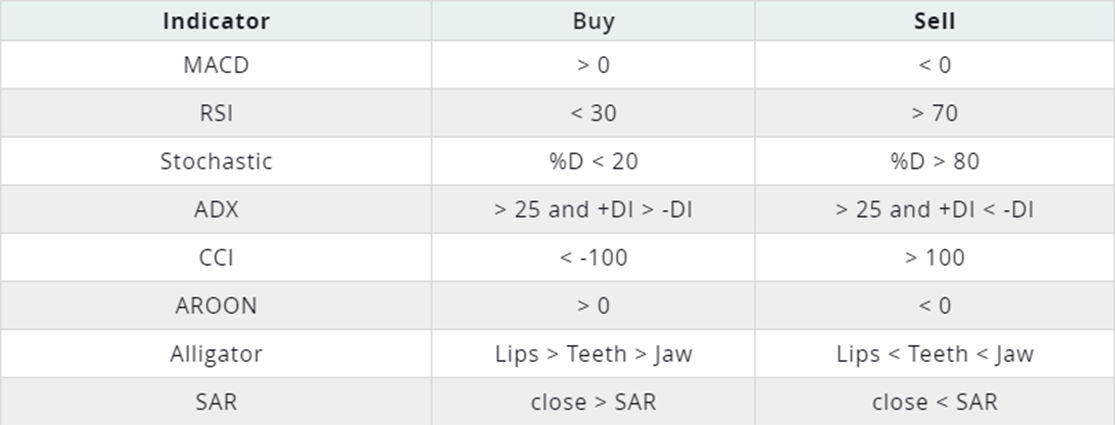 Indicator Buy Sell
MACD > 0 < 0
RSI < 30 > 70
Stochastic %D < 20 %D > 80
ADX > 25 and +DI > -DI > 25 and +DI < -DI
CCI < -100 > 100
AROON > 0 < 0
Alligator Lips > Teeth > Jaw Lips < Teeth < Jaw
SAR close > SAR close < SAR